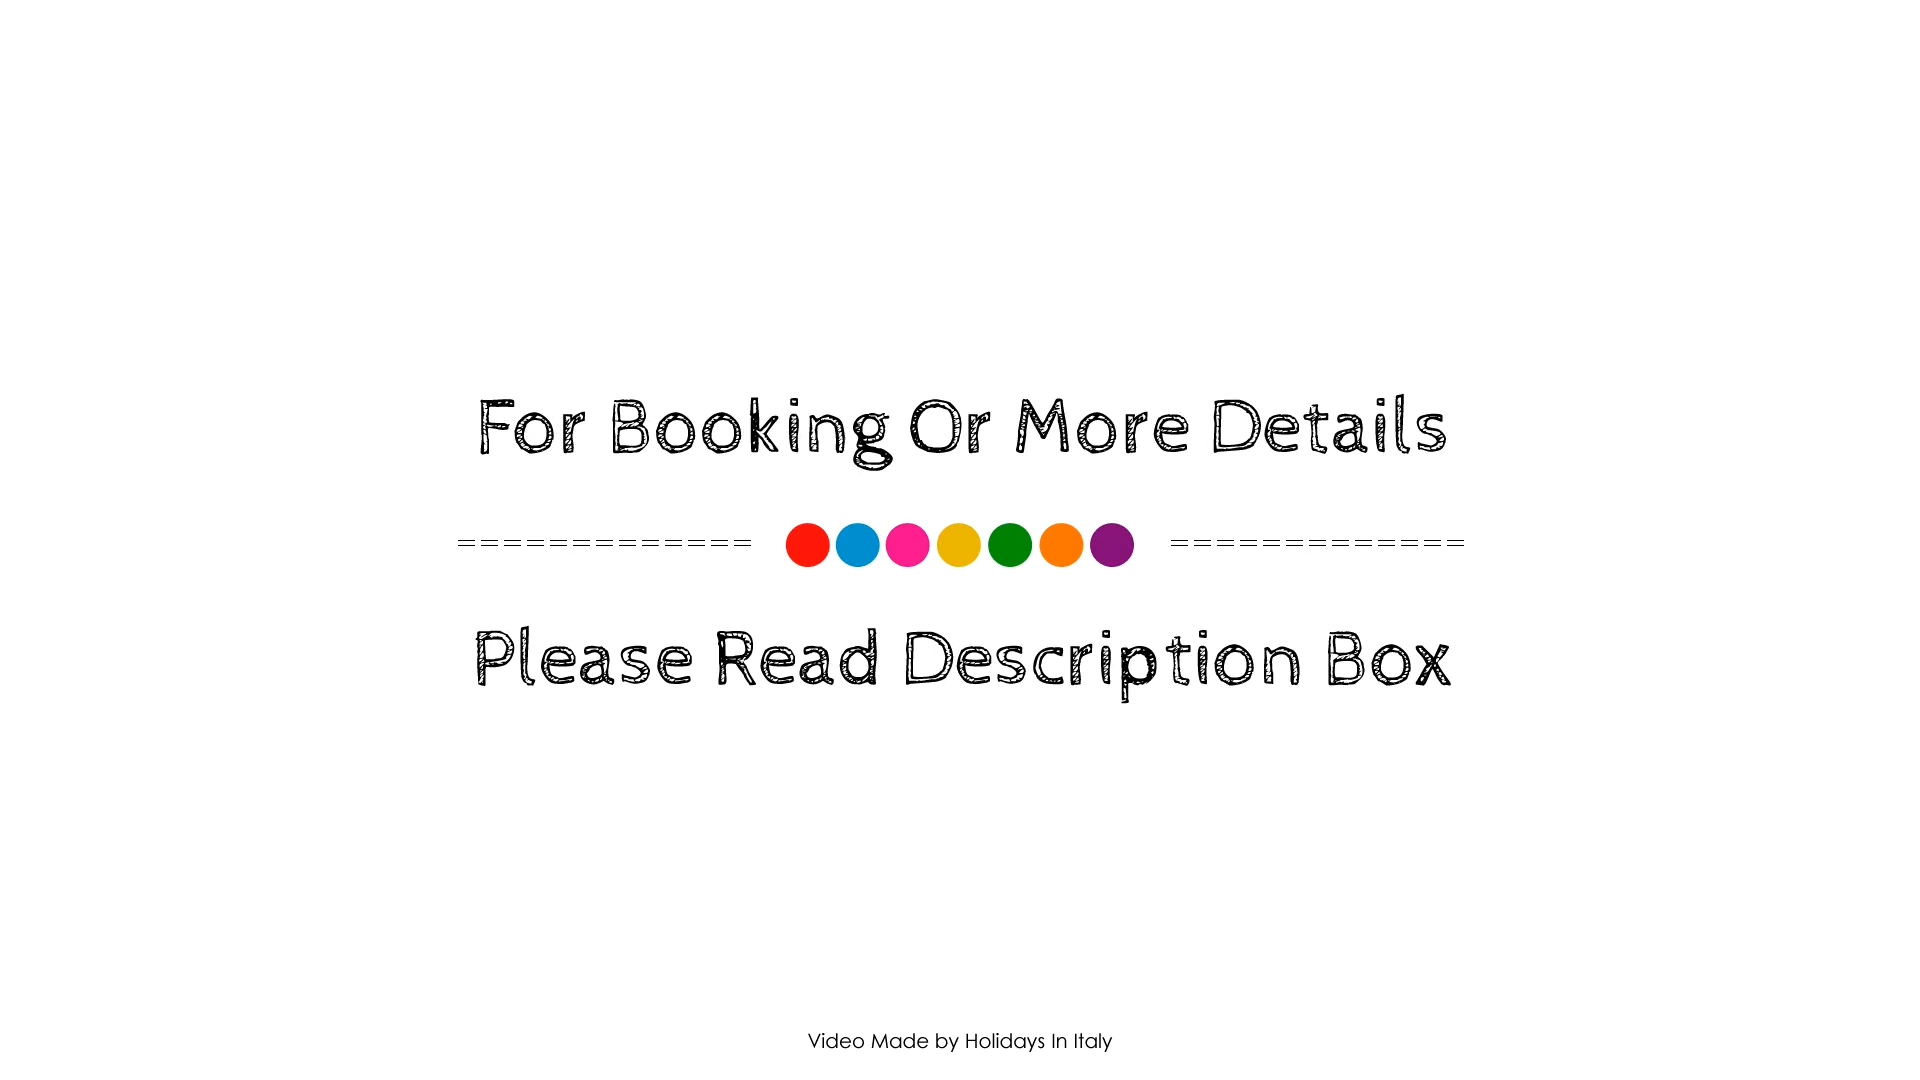 For Booking Or More Details
============= =============
Please Read Description Box
Video Made by Holidays In Italy